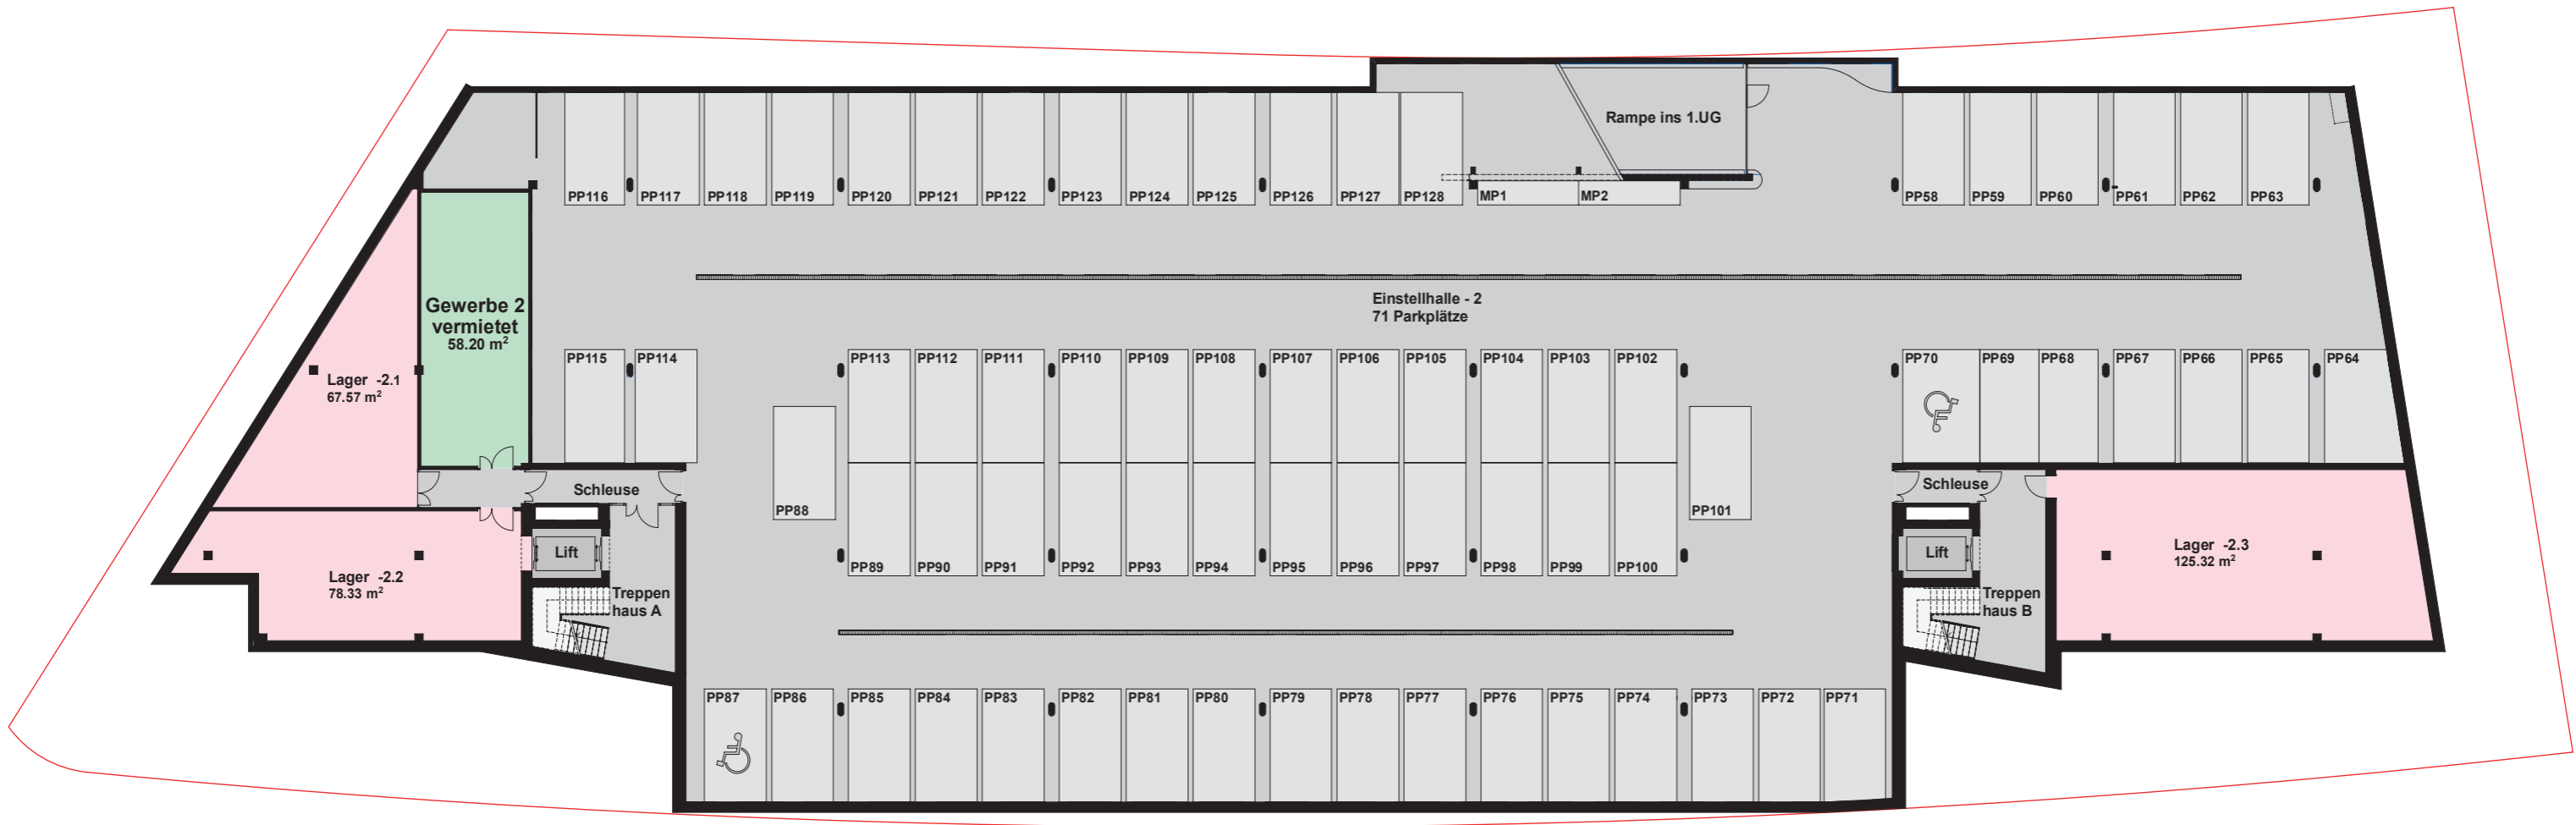 Rampe ins 1.UG
PP116 PP117 PP118 PP119 PP120 PP121 PP122 PP123 PP124 PP125 PP126 PP127 PP128 MP1 MP2 PP58 PP59 PP60 PP61 PP62 PP63
Einstellhalle - 2
71 Parkplätze
Gewerbe 2
vermietet
58.20 m²
Lager -2.1
67.57 m²
PP115 PP114 PP113 PP112 PP111 PP110 PP109 PP108 PP107 PP106 PP105 PP104 PP103 PP102 PP70 PP69 PP68 PP67 PP66 PP65 PP64
Schleuse
Schleuse
PP88 PP101
Lift
Lift
Lager -2.3
125.32 m²
PP89 PP90 PP91 PP92 PP93 PP94 PP95 PP96 PP97 PP98 PP99 PP100
Lager -2.2
78.33 m²
Treppen
haus A
Treppen
haus B
PP87 PP86 PP85 PP84 PP83 PP82 PP81 PP80 PP79 PP78 PP77 PP76 PP75 PP74 PP73 PP72 PP71